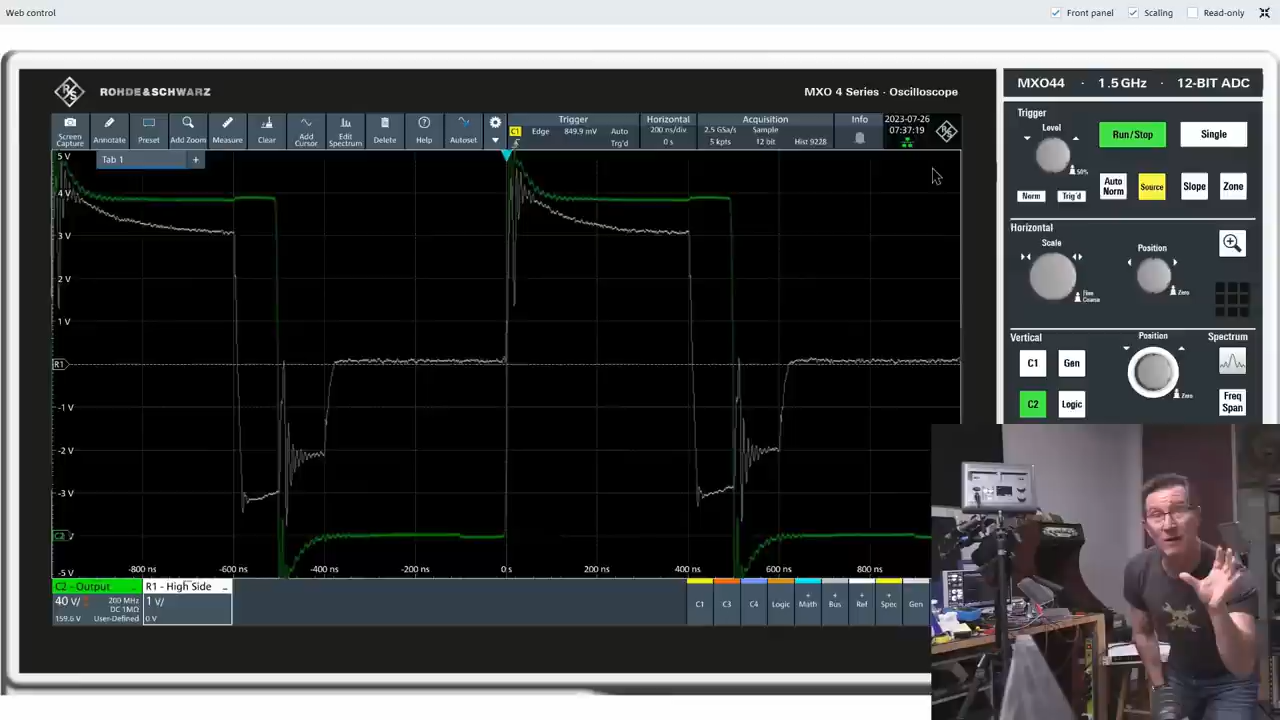 Web control
Front panel
Scaling
Read-only
ROHDE&SCHWARZ
MXO 4 Series · Oscilloscope
MXO44 · 1.5 GHz · 12-BIT ADC
Screen Capture
Annotate
Preset
Add Zoom
Measure
Clear
Add Cursor
Edit Spectrum
Delete
Help
Autoset
Trigger
C1 Edge 849.9 mV Auto
Trg'd
Horizontal
200 ns/div
0 s
Acquisition
2.5 GSa/s Sample
5 kpts 12 bit Hist 9228
Info
2023-07-26
07:37:19
Tab 1 +
5 V
4 V
3 V
2 V
1 V
R1
-1 V
-2 V
-3 V
C2
-5 V
-800 ns
-600 ns
-400 ns
-200 ns
0 s
200 ns
400 ns
600 ns
800 ns
C2 - Output
40 V/
200 MHz
DC 1MΩ
159.6 V User-Defined
R1 - High Side
1 V/
0 V
C1
C3
C4
Logic
+ Math
+ Bus
+ Ref
+ Spec
Gen
Trigger
Level
50%
Norm
Trig'd
Run/Stop
Single
Auto Norm
Source
Slope
Zone
Horizontal
Scale
Position
Fine Coarse
Zero
Vertical
Position
Spectrum
C1
Gen
C2
Logic
Zero
Freq Span